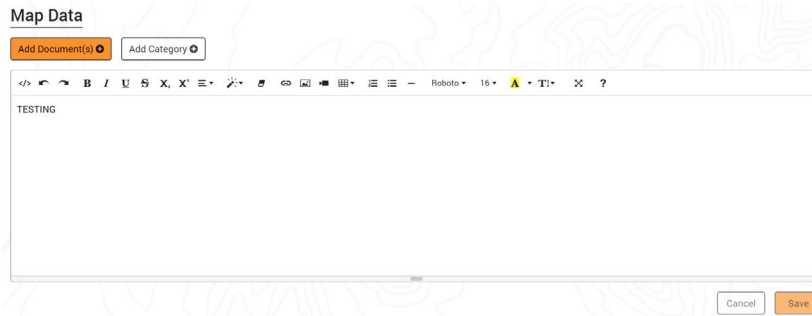 Map Data
Add Document(s)
Add Category
</> B I U S X, X' Roboto 16 A T ?
TESTING
Cancel Save